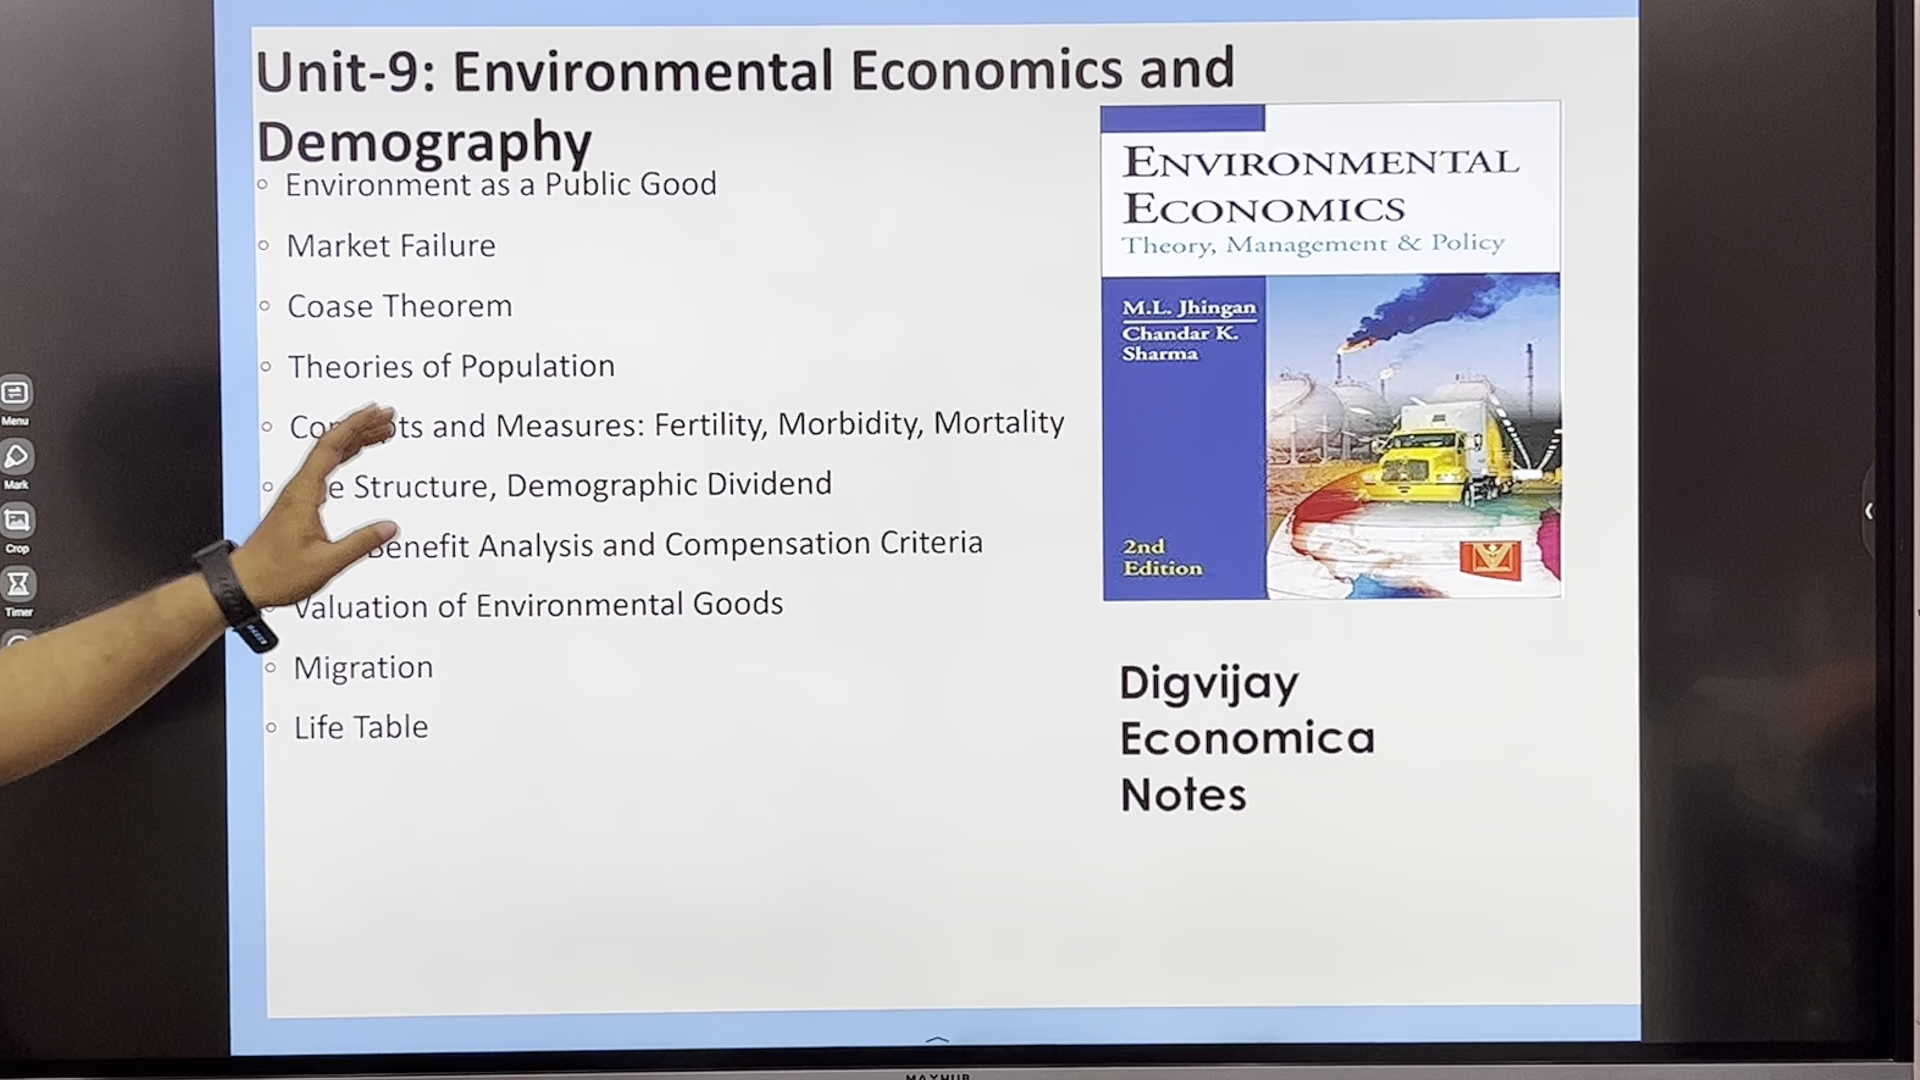 Unit-9: Environmental Economics and
Demography
Environment as a Public Good
Market Failure
Coase Theorem
Theories of Population
and Measures: Fertility, Morbidity, Mortality
Structure, Demographic Dividend
Benefit Analysis and Compensation Criteria
Valuation of Environmental Goods
Migration
Life Table
ENVIRONMENTAL
ECONOMICS
Theory, Management & Policy
M.L. Jhingan
Chandar K.
Sharma
2nd
Edition
Digvijay
Economica
Notes
Menu
Mark
Crop
Timer
MAXHUB